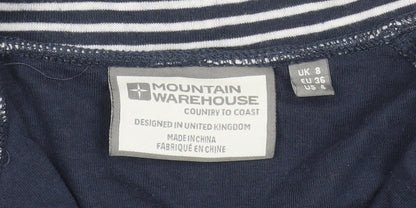 MOUNTAIN
WAREHOUSE
COUNTRY TO COAST
DESIGNED IN UNITED KINGDOM
MADE IN CHINA
FABRIQUÉ EN CHINE
UK 8
EU 36
US 4